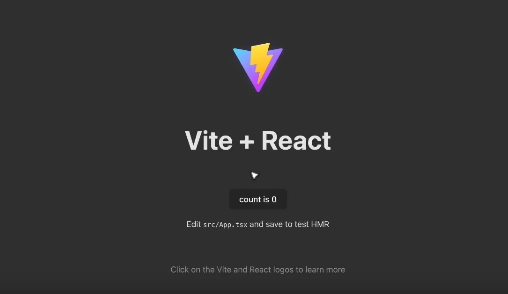 Vite + React
count is 0
Edit src/App.tsx and save to test HMR
Click on the Vite and React logos to learn more